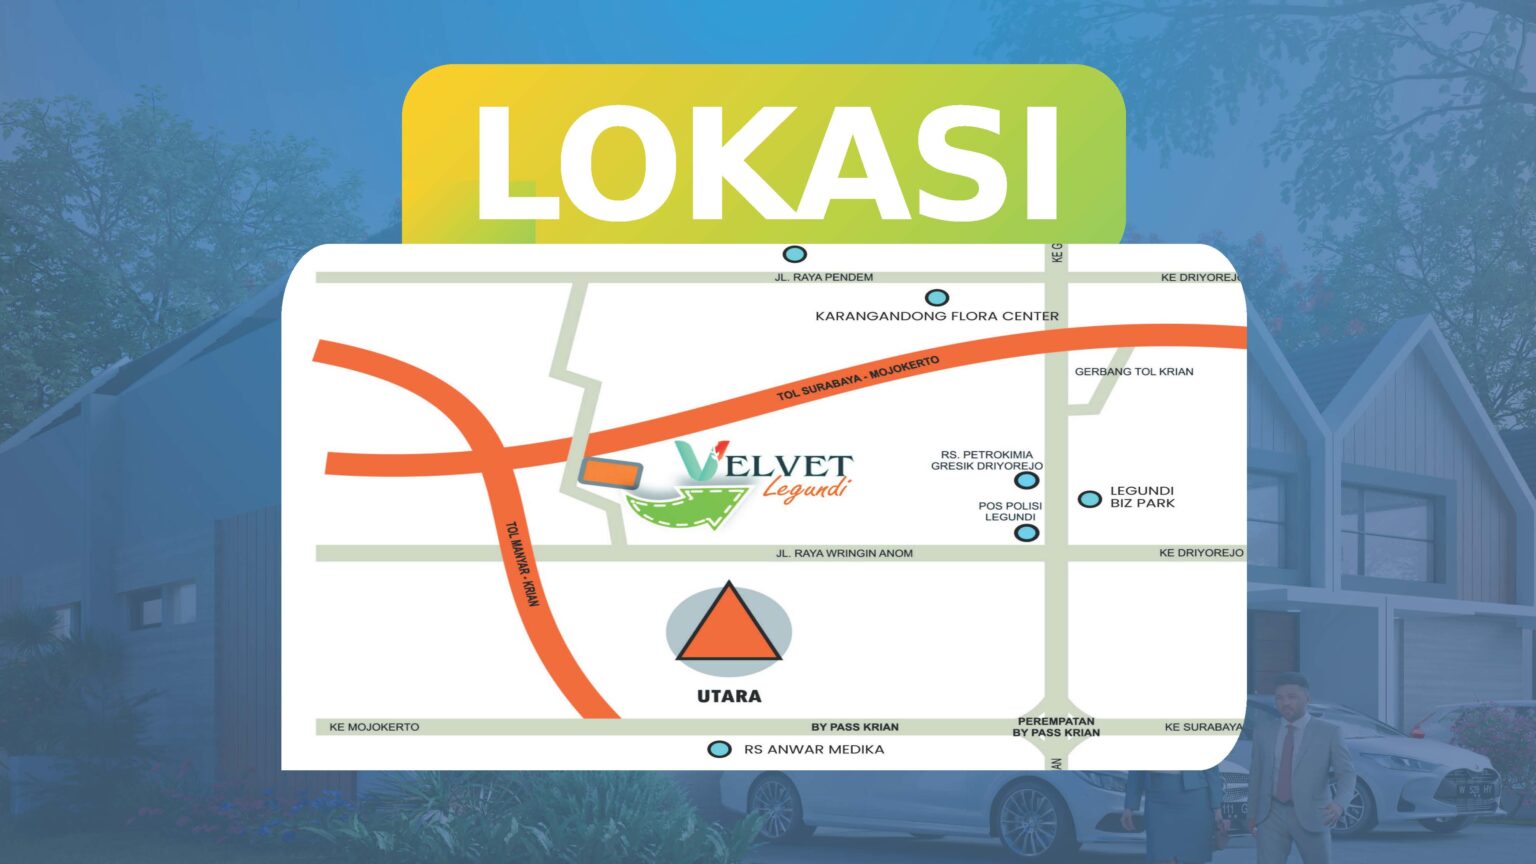 LOKASI
KE G
JL. RAYA PENDEM
KE DRIYOREJO
KARANGANDONG FLORA CENTER
TOL SURABAYA - MOJOKERTO
GERBANG TOL KRIAN
VELVET
Legundi
RS. PETROKIMIA
GRESIK DRIYOREJO
LEGUNDI
BIZ PARK
POS POLISI
LEGUNDI
TOL MANYAR - KRIAN
JL. RAYA WRINGIN ANOM
KE DRIYOREJO
UTARA
KE MOJOKERTO
BY PASS KRIAN
PEREMPATAN
BY PASS KRIAN
KE SURABAYA
RS ANWAR MEDIKA
AN